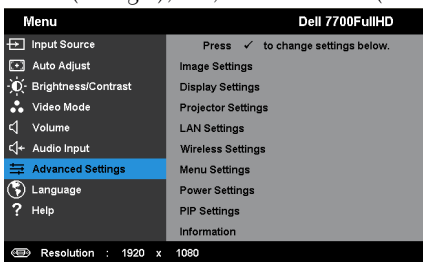 Menu Dell 7700FullHD
Input Source Press ✓ to change settings below.
Auto Adjust Image Settings
Brightness/Contrast Display Settings
Video Mode Projector Settings
Volume LAN Settings
Audio Input Wireless Settings
Advanced Settings Menu Settings
Language Power Settings
? Help PIP Settings
Information
Resolution : 1920 x 1080